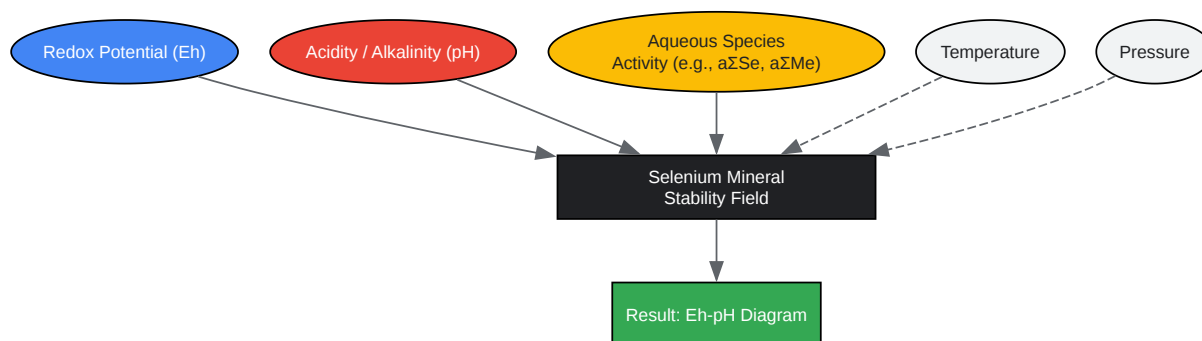 Redox Potential (Eh)
Acidity / Alkalinity (pH)
Aqueous Species
Activity (e.g., aΣSe, aΣMe)
Temperature
Pressure
Selenium Mineral
Stability Field
Result: Eh-pH Diagram